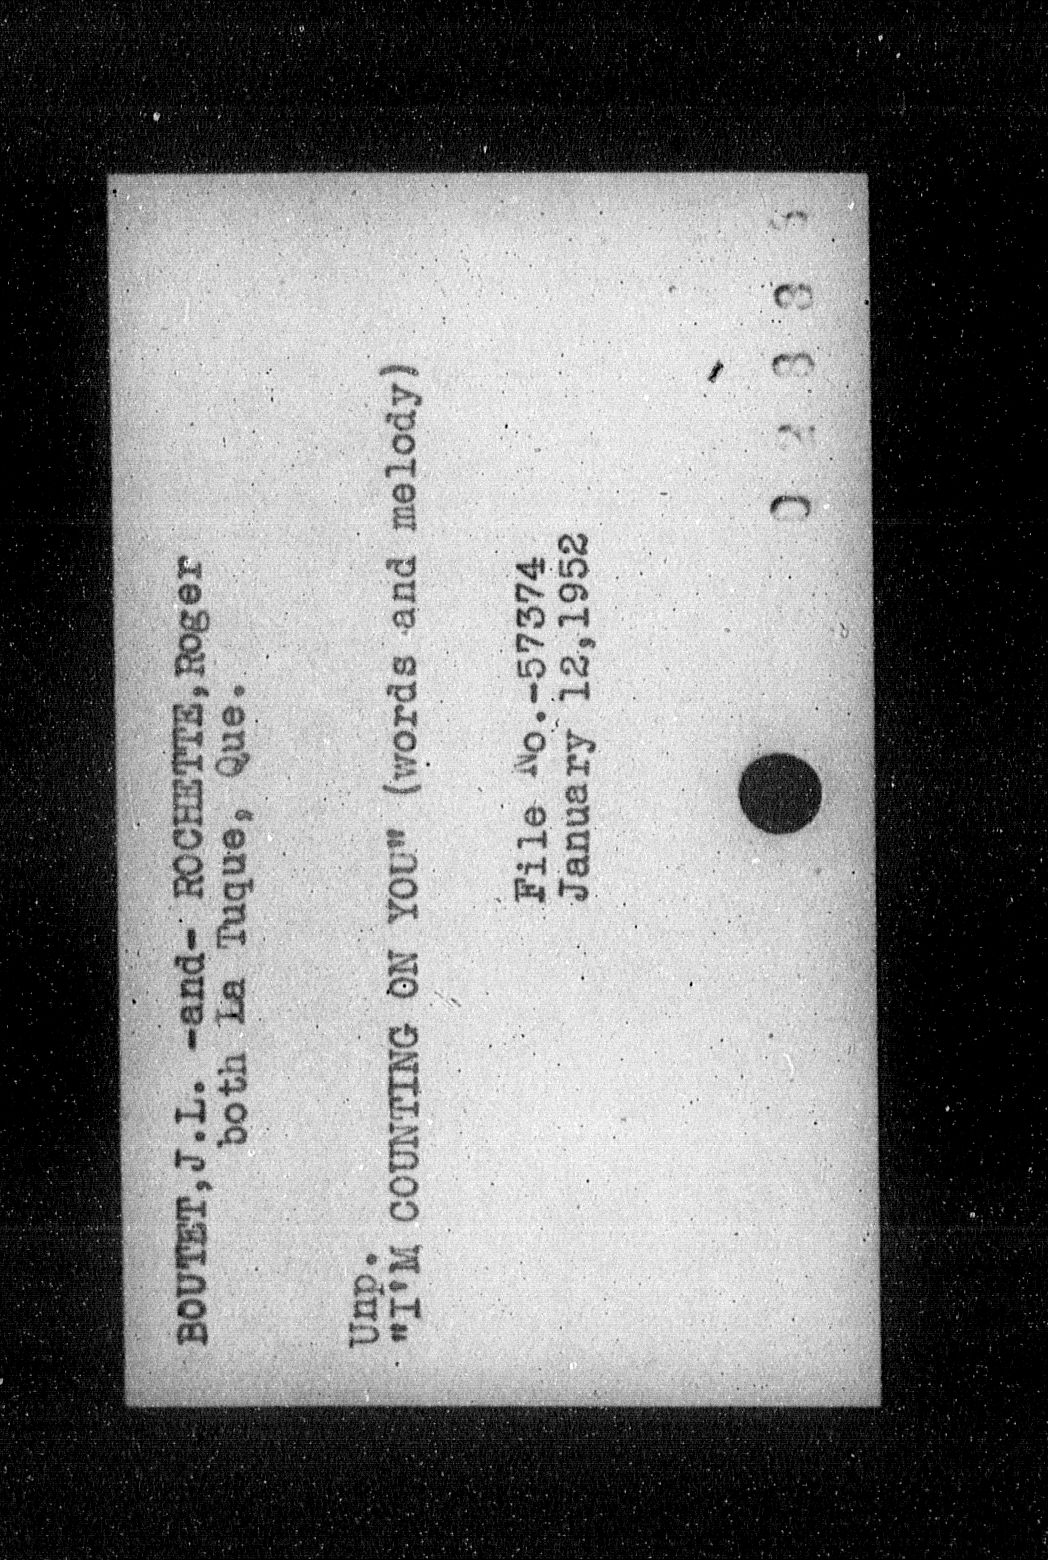 BOUTET,J.L. -and- ROCHETTE,Roger
both La Tuque, Que.
Unp.
"I'M COUNTING ON YOU" (words and melody)
File No.-57374
January 12,1952